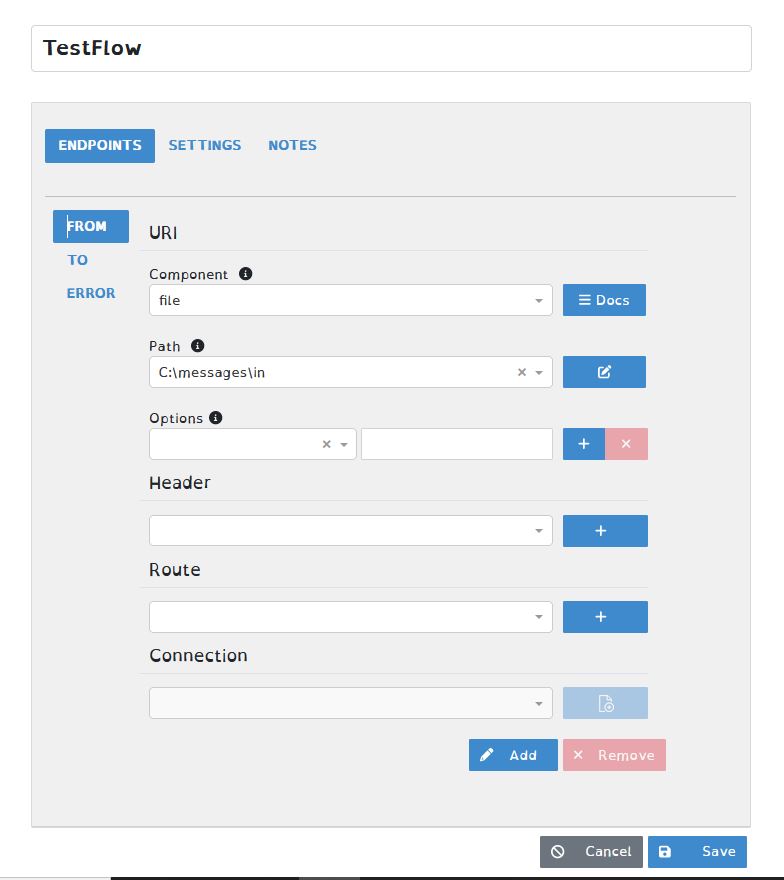 TestFlow
ENDPOINTS SETTINGS NOTES
FROM
TO
ERROR
URI
Component
file
Docs
Path
C:\messages\in
Options
Header
Route
Connection
Add Remove
Cancel Save